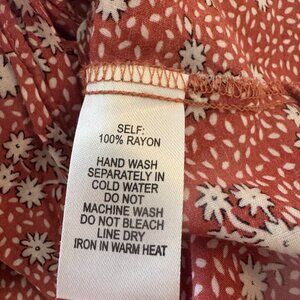 SELF:
100% RAYON
HAND WASH
SEPARATELY IN
COLD WATER
DO NOT
MACHINE WASH
DO NOT BLEACH
LINE DRY
IRON IN WARM HEAT